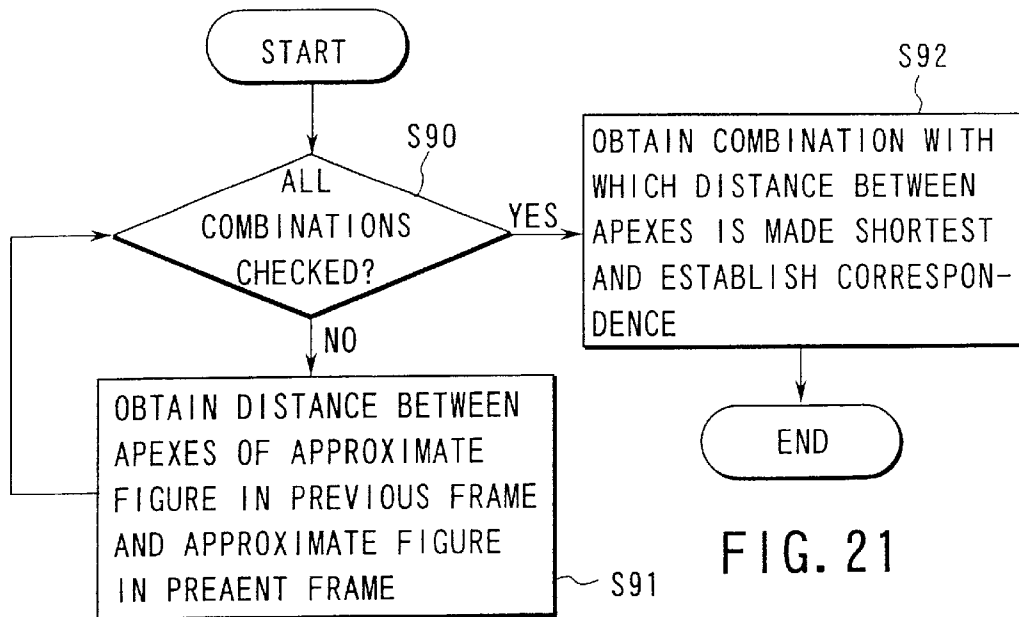 START
S90
ALL
COMBINATIONS
CHECKED?
YES
NO
S91
OBTAIN DISTANCE BETWEEN
APEXES OF APPROXIMATE
FIGURE IN PREVIOUS FRAME
AND APPROXIMATE FIGURE
IN PREAENT FRAME
S92
OBTAIN COMBINATION WITH
WHICH DISTANCE BETWEEN
APEXES IS MADE SHORTEST
AND ESTABLISH CORRESPON-
DENCE
END
FIG. 21